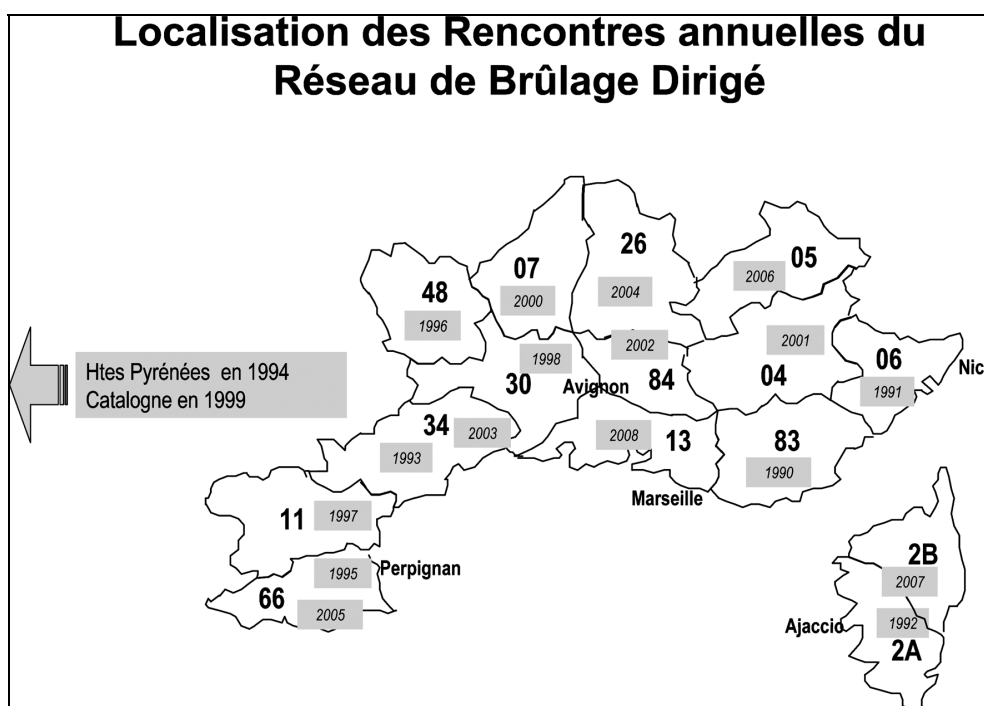 Localisation des Rencontres annuelles du
Réseau de Brûlage Dirigé
26
05
07
2006
48
2004
2000
1996
2001
2002
1998
06
Htes Pyrénées en 1994
Catalogne en 1999
30
Avignon
84
04
Nic
1991
34
2003
2008
13
83
1993
1990
Marseille
11
1997
2B
Perpignan
1995
2007
66
2005
Ajaccio
1992
2A